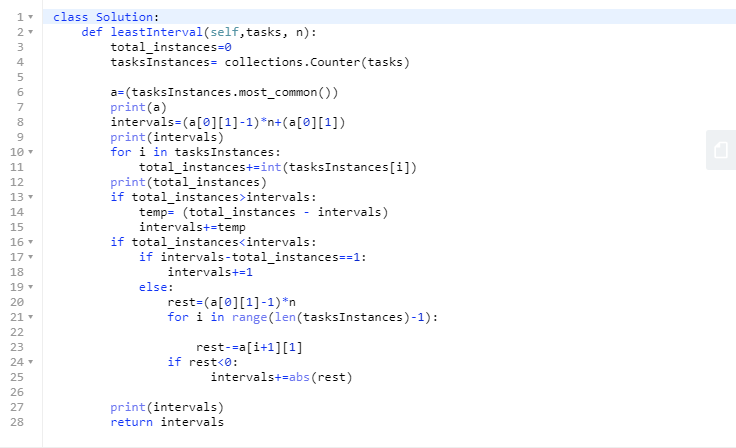 1 class Solution:
2 def leastInterval(self,tasks, n):
3 total_instances=0
4 tasksInstances= collections.Counter(tasks)
5
6 a=(tasksInstances.most_common())
7 print(a)
8 intervals=(a[0][1]-1)*n+(a[0][1])
9 print(intervals)
10 for i in tasksInstances:
11 total_instances+=int(tasksInstances[i])
12 print(total_instances)
13 if total_instances>intervals:
14 temp= (total_instances - intervals)
15 intervals+=temp
16 if total_instances<intervals:
17 if intervals-total_instances==1:
18 intervals+=1
19 else:
20 rest=(a[0][1]-1)*n
21 for i in range(len(tasksInstances)-1):
22
23 rest-=a[i+1][1]
24 if rest<0:
25 intervals+=abs(rest)
26
27 print(intervals)
28 return intervals